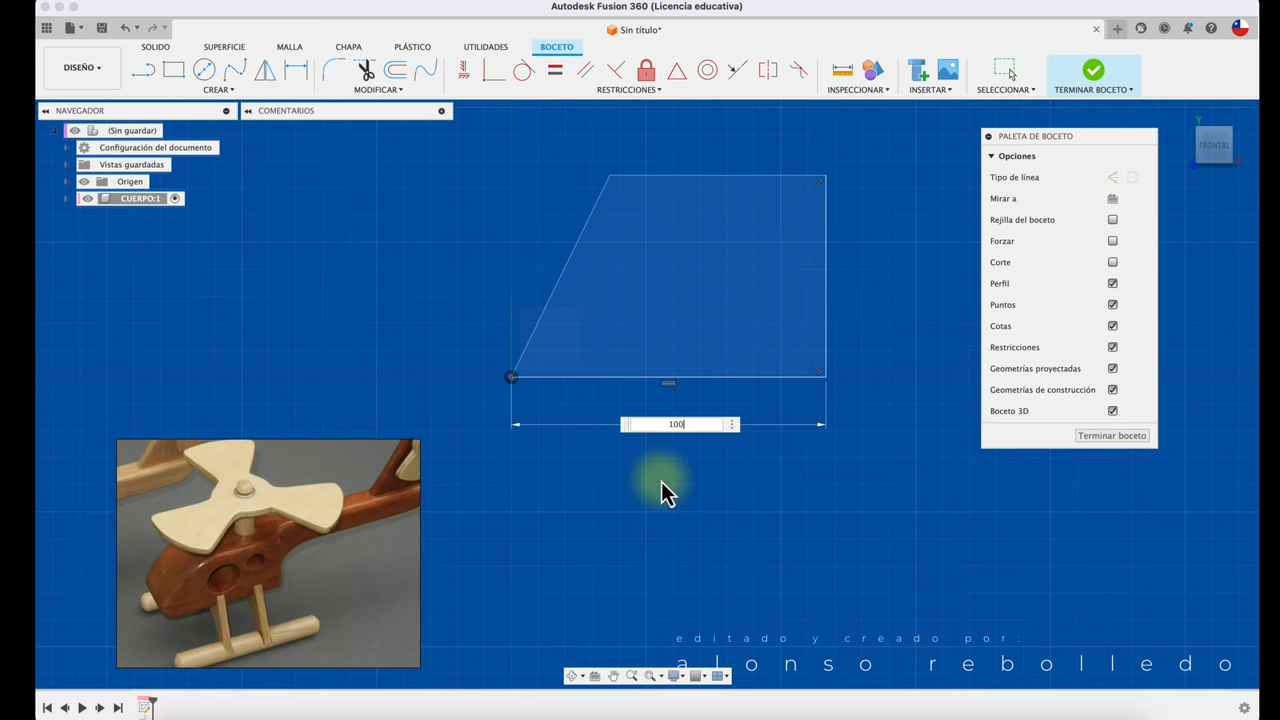 Autodesk Fusion 360 (Licencia educativa)
Sin título*
SOLIDO SUPERFICIE MALLA CHAPA PLÁSTICO UTILIDADES BOCETO
DISEÑO
CREAR MODIFICAR RESTRICCIONES INSPECCIONAR INSERTAR SELECCIONAR TERMINAR BOCETO
NAVEGADOR
COMENTARIOS
(Sin guardar)
Configuración del documento
Vistas guardadas
Origen
CUERPO:1
Y
FRONTAL
PALETA DE BOCETO
Opciones
Tipo de línea
Mirar a
Rejilla del boceto
Forzar
Corte
Perfil
Puntos
Cotas
Restricciones
Geometrías proyectadas
Geometrías de construcción
Boceto 3D
Terminar boceto
100
editado y creado por:
alonso rebolledo